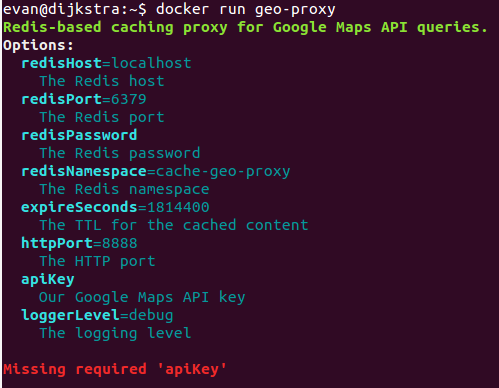 evan@dijkstra:~$ docker run geo-proxy
Redis-based caching proxy for Google Maps API queries.
Options:
redisHost=localhost
The Redis host
redisPort=6379
The Redis port
redisPassword
The Redis password
redisNamespace=cache-geo-proxy
The Redis namespace
expireSeconds=1814400
The TTL for the cached content
httpPort=8888
The HTTP port
apiKey
Our Google Maps API key
loggerLevel=debug
The logging level
Missing required 'apiKey'